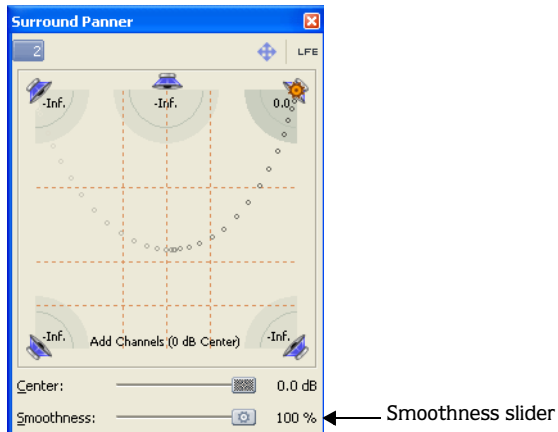 Surround Panner
2 LFE
-Inf. -Inf. 0.0
-Inf. Add Channels (0 dB Center) -Inf.
Center: 0.0 dB
Smoothness: 100 % Smoothness slider